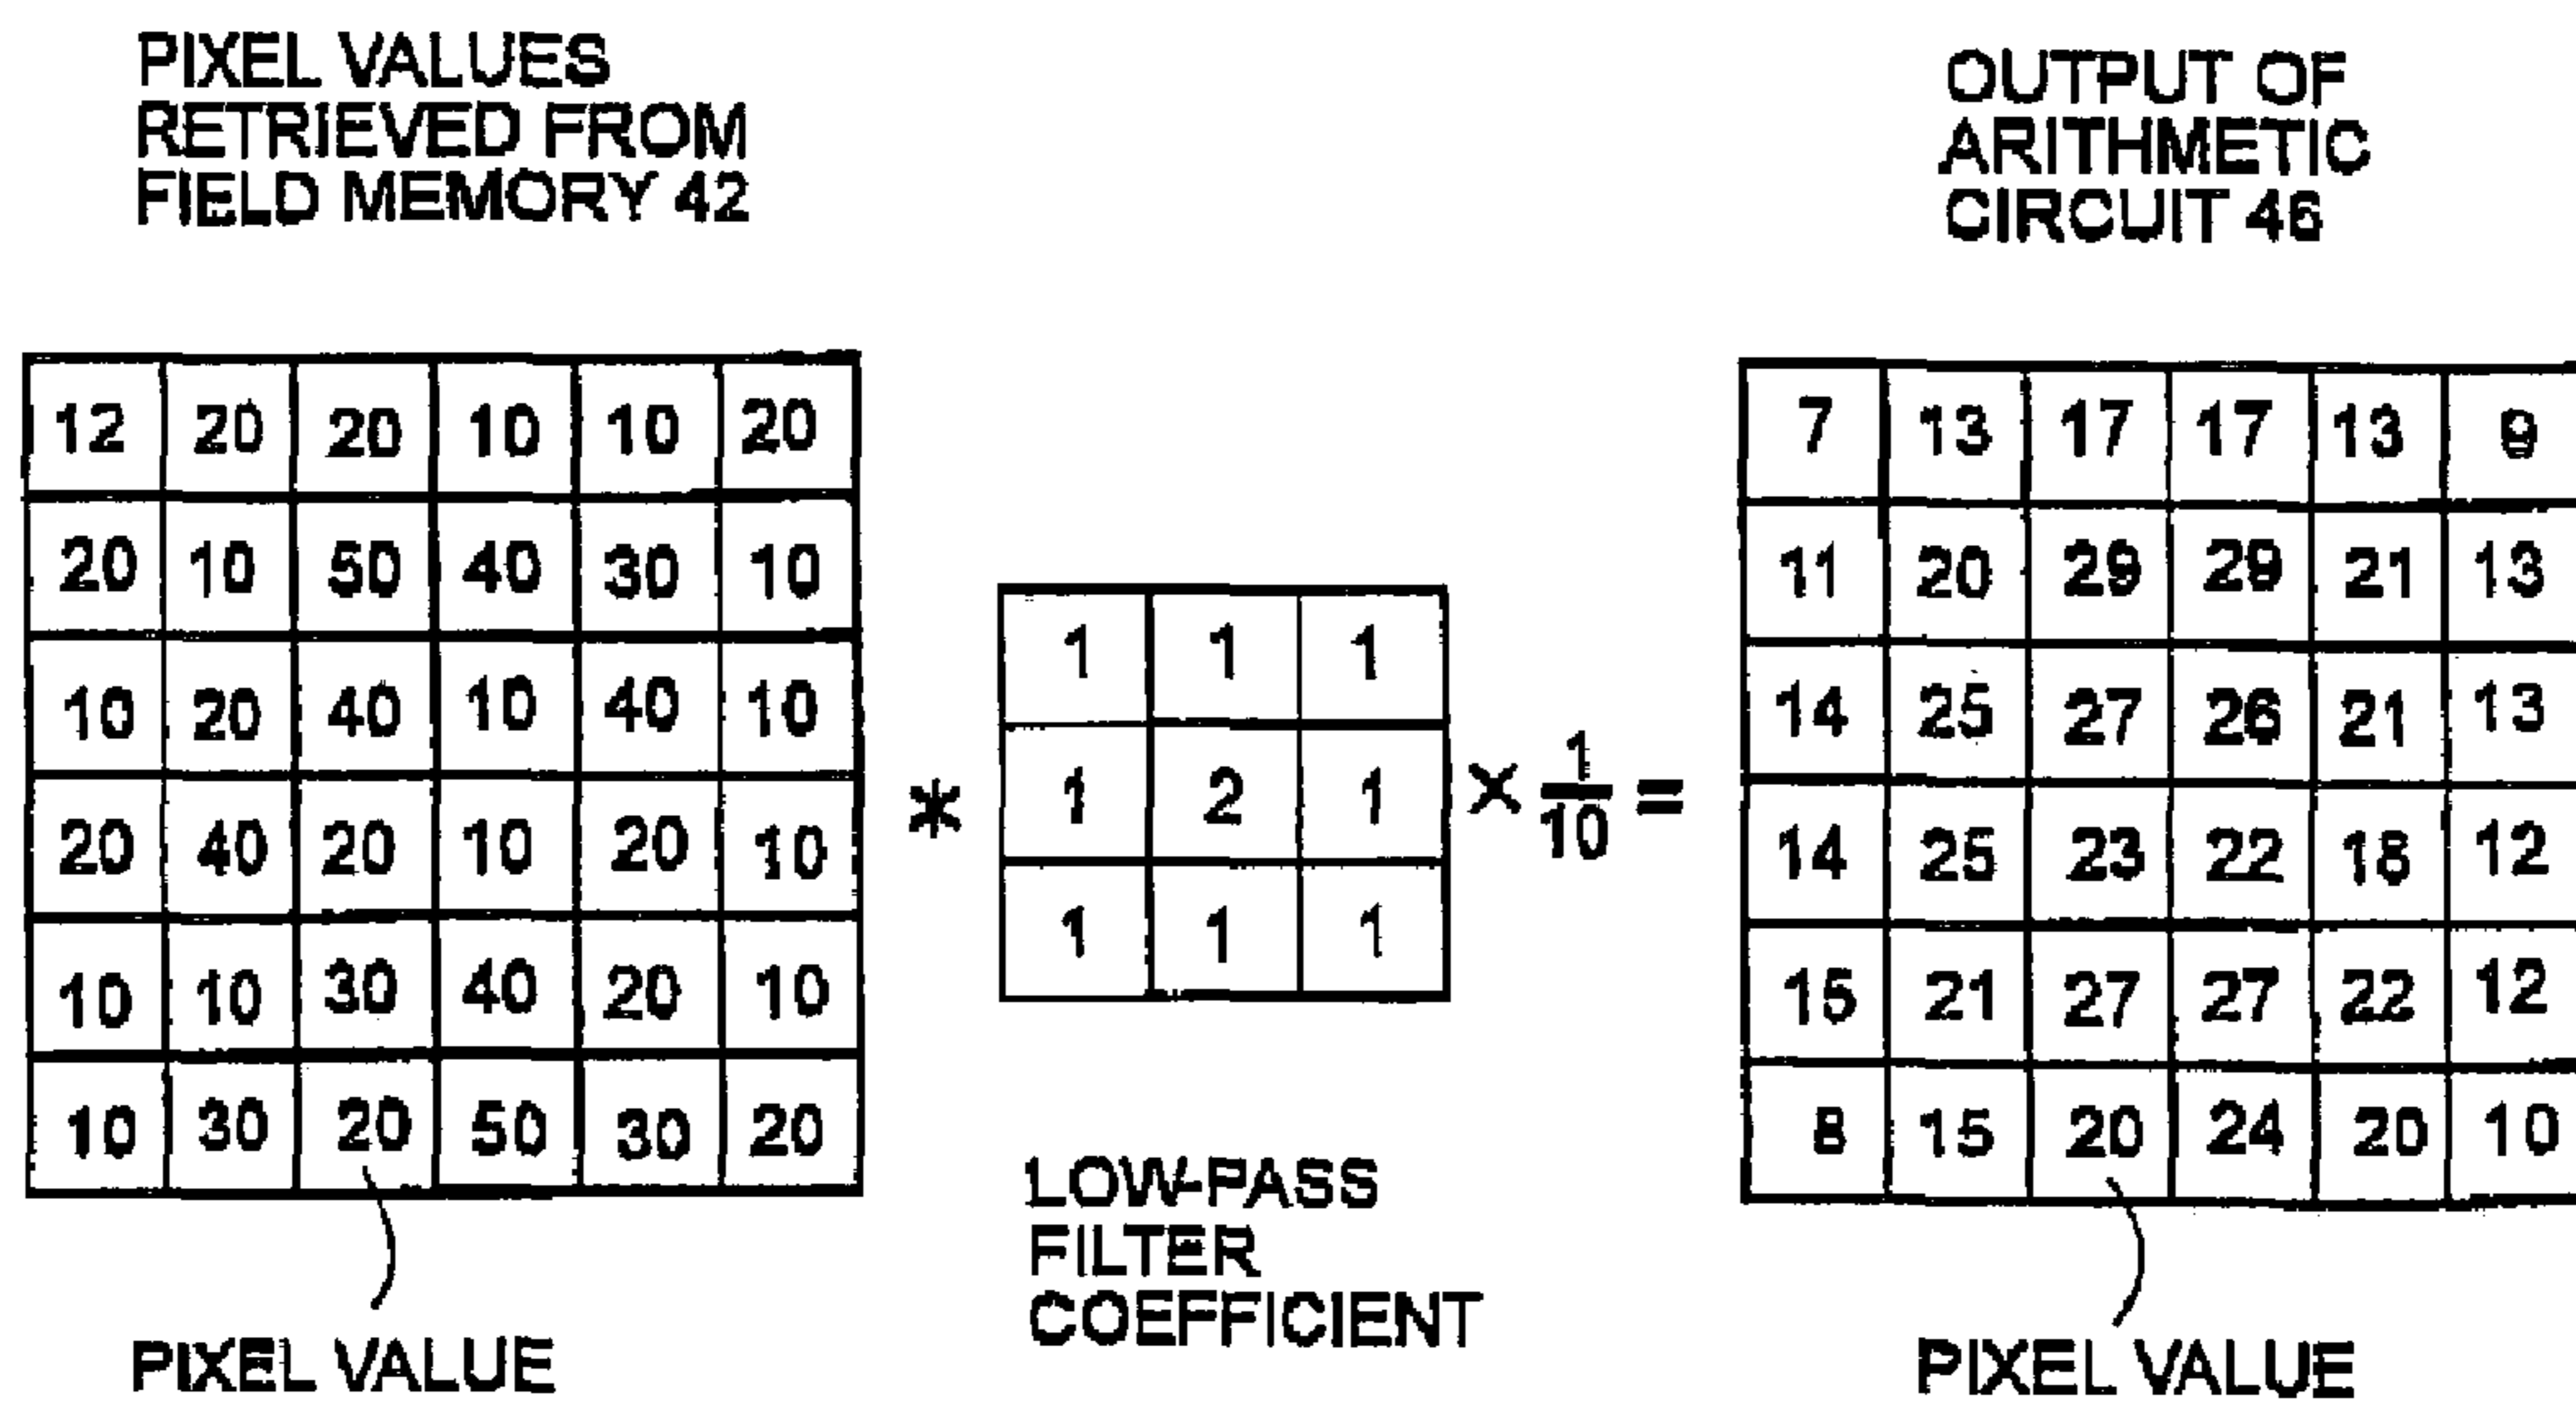 PIXEL VALUES
RETRIEVED FROM
FIELD MEMORY 42
12 20 20 10 10 20
20 10 50 40 30 10
10 20 40 10 40 10
20 40 20 10 20 10
10 10 30 40 20 10
10 30 20 50 30 20
PIXEL VALUE
*
1 1 1
1 2 1
1 1 1
LOW-PASS
FILTER
COEFFICIENT
× 1/10 =
OUTPUT OF
ARITHMETIC
CIRCUIT 46
7 13 17 17 13 9
11 20 29 29 21 13
14 25 27 26 21 13
14 25 23 22 18 12
15 21 27 27 22 12
8 15 20 24 20 10
PIXEL VALUE